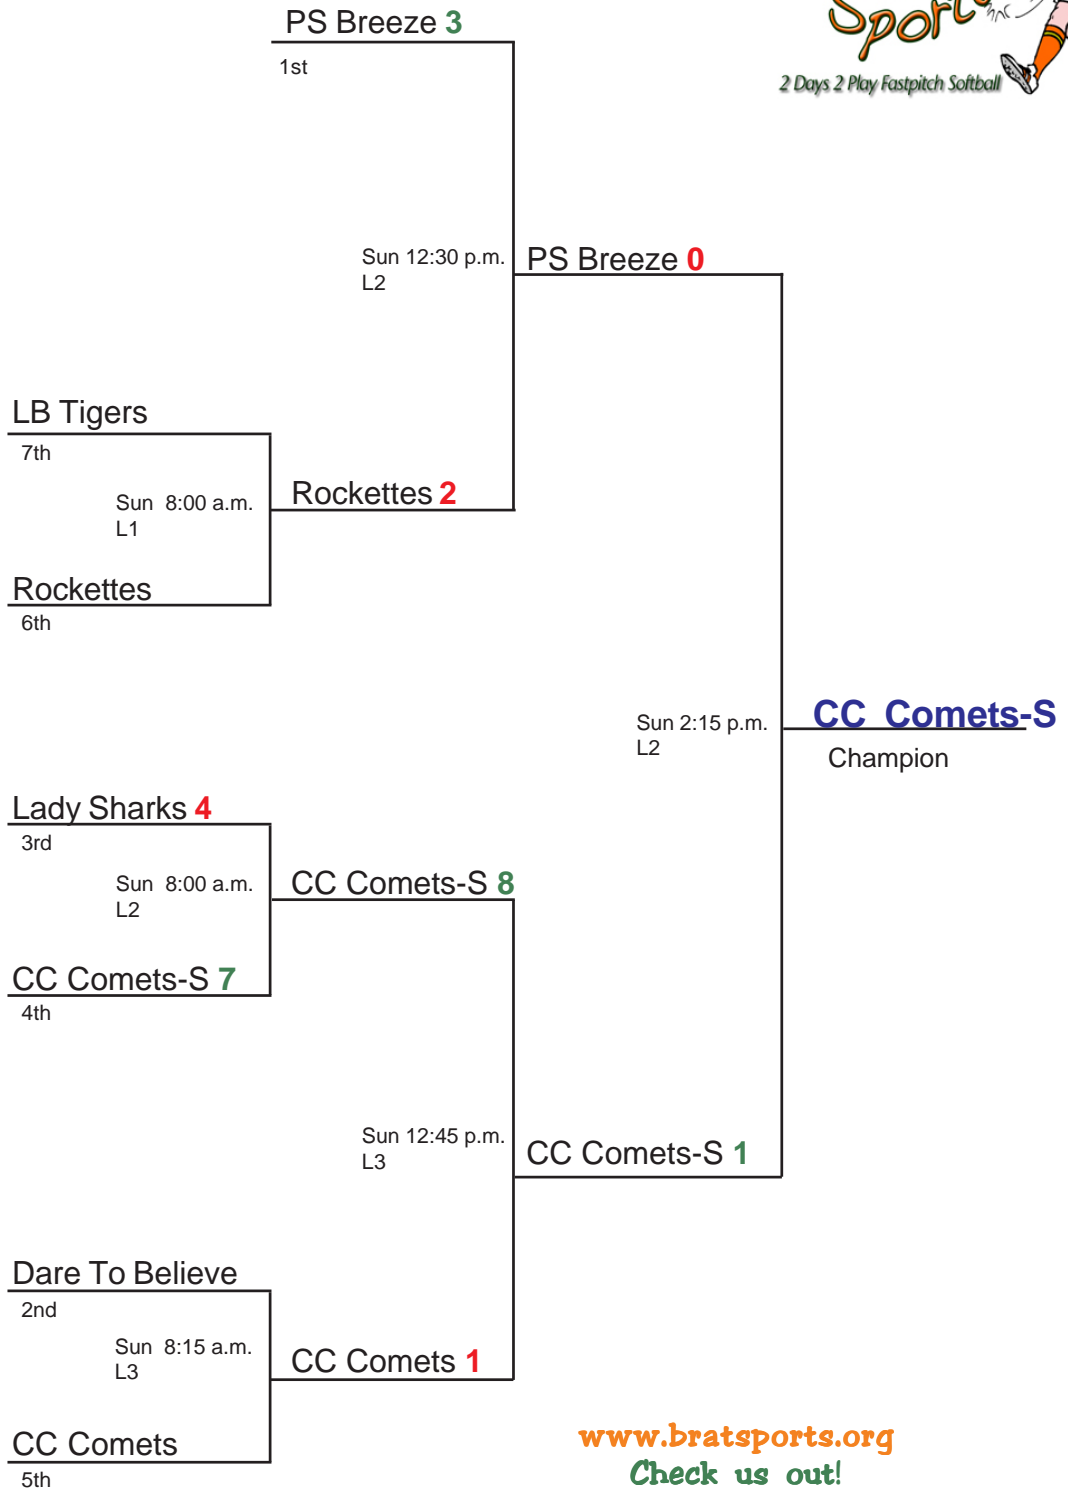 Sports
2 Days 2 Play Fastpitch Softball
PS Breeze 3
1st
Sun 12:30 p.m.
L2
PS Breeze 0
LB Tigers
7th
Sun 8:00 a.m.
L1
Rockettes 2
Rockettes
6th
Sun 2:15 p.m.
L2
CC Comets-S
Champion
Lady Sharks 4
3rd
Sun 8:00 a.m.
L2
CC Comets-S 8
CC Comets-S 7
4th
Sun 12:45 p.m.
L3
CC Comets-S 1
Dare To Believe
2nd
Sun 8:15 a.m.
L3
CC Comets 1
CC Comets
5th
www.bratsports.org
Check us out!